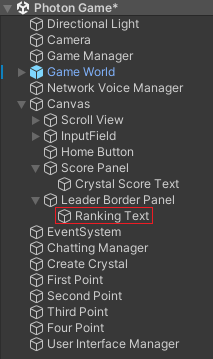 Photon Game*
Directional Light
Camera
Game Manager
Game World
Network Voice Manager
Canvas
Scroll View
InputField
Home Button
Score Panel
Crystal Score Text
Leader Border Panel
Ranking Text
EventSystem
Chatting Manager
Create Crystal
First Point
Second Point
Third Point
Four Point
User Interface Manager